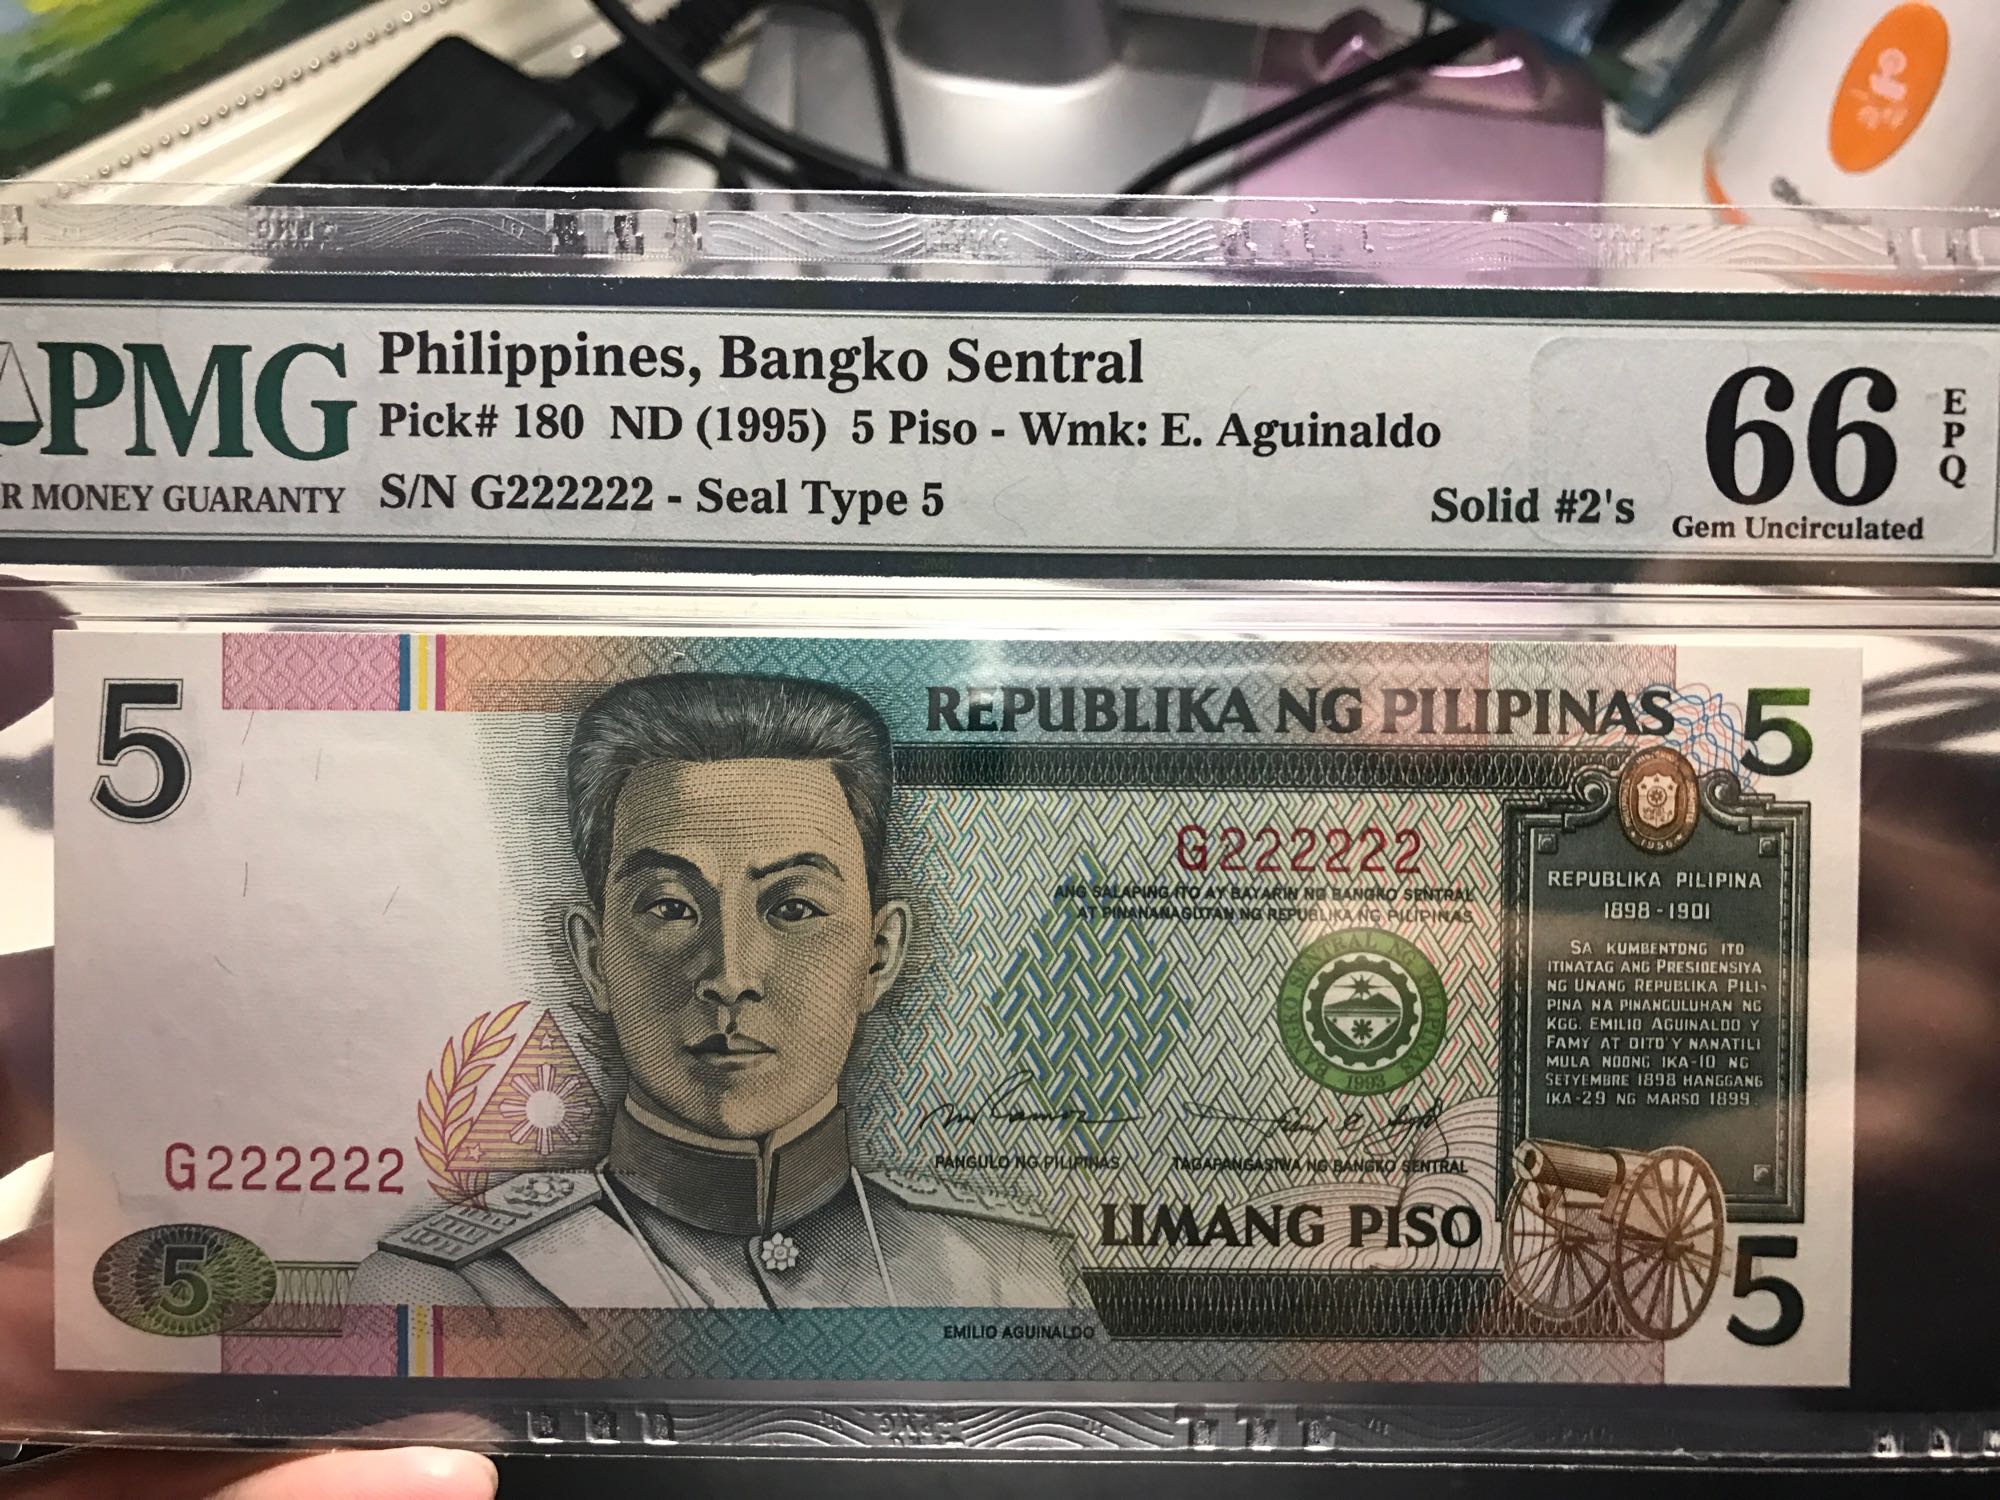 PMG
R MONEY GUARANTY
Philippines, Bangko Sentral
Pick# 180 ND (1995) 5 Piso - Wmk: E. Aguinaldo
S/N G222222 - Seal Type 5
Solid #2's
66
EPQ
Gem Uncirculated
5
REPUBLIKA NG PILIPINAS
5
G222222
ANG SALAPING ITO AY BAYARIN NG BANGKO SENTRAL
AT PINANANAGUTAN NG REPUBLIKA NG PILIPINAS
BANGKO SENTRAL NG PILIPINAS
1993
PANGULO NG PILIPINAS
TAGAPANGASIWA NG BANGKO SENTRAL
LIMANG PISO
REPUBLIKA PILIPINA
1898-1901
SA KUMBENTONG ITO
ITINATAG ANG PRESIDENSIYA
NG UNANG REPUBLIKA PILI-
PINA NA PINANGULUHAN NG
KGG. EMILIO AGUINALDO Y
FAMY AT DITO'Y NANATILI
MULA NOONG IKA-10 NG
SETYEMBRE 1898 HANGGANG
IKA-29 NG MARSO 1899.
G222222
5
EMILIO AGUINALDO
5